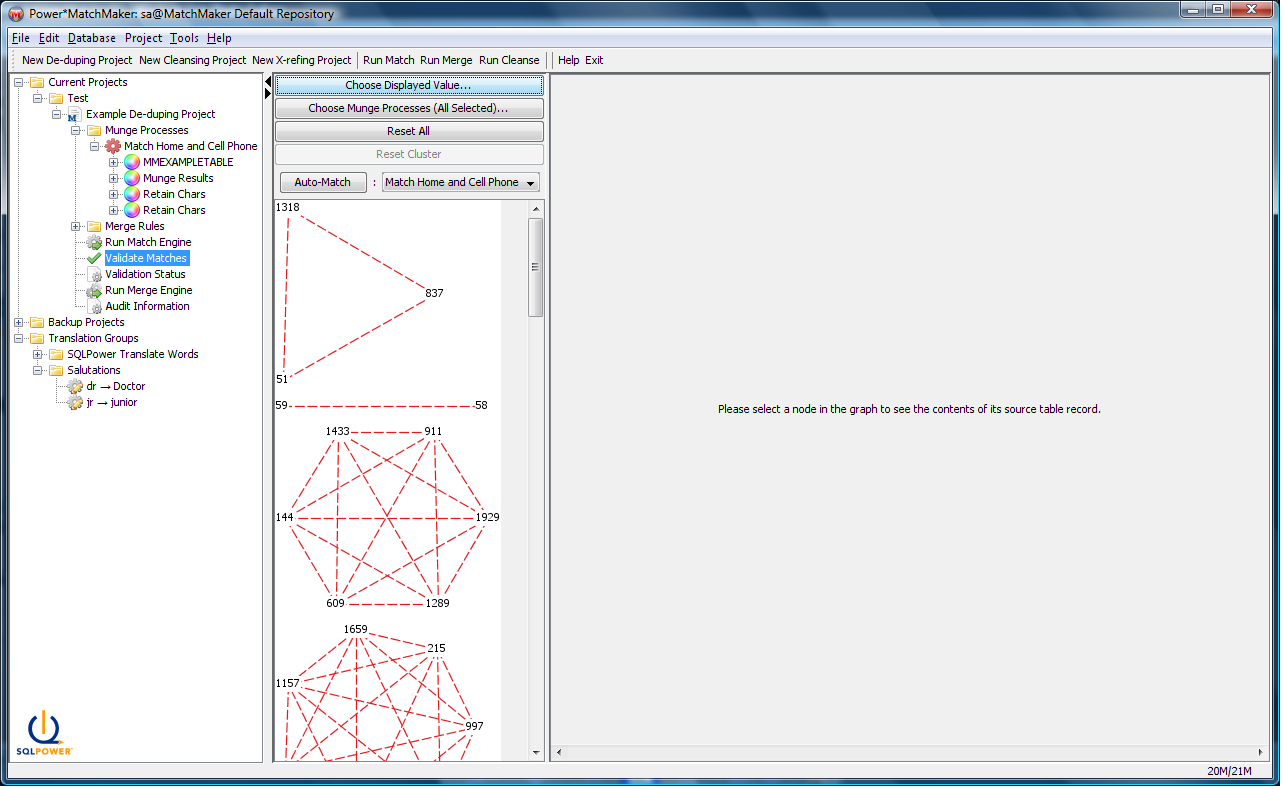 Power*MatchMaker: sa@MatchMaker Default Repository
File Edit Database Project Tools Help
New De-duping Project New Cleansing Project New X-refing Project Run Match Run Merge Run Cleanse Help Exit
Current Projects
Test
Example De-duping Project
Munge Processes
Match Home and Cell Phone
MMEXAMPLETABLE
Munge Results
Retain Chars
Retain Chars
Merge Rules
Run Match Engine
Validate Matches
Validation Status
Run Merge Engine
Audit Information
Backup Projects
Translation Groups
SQLPower Translate Words
Salutations
dr → Doctor
jr → junior
SQLPOWER
Choose Displayed Value...
Choose Munge Processes (All Selected)...
Reset All
Reset Cluster
Auto-Match : Match Home and Cell Phone
1318
837
51
59 58
1433 911
144 1929
609 1289
1659
215
1157
997
Please select a node in the graph to see the contents of its source table record.
20M/21M